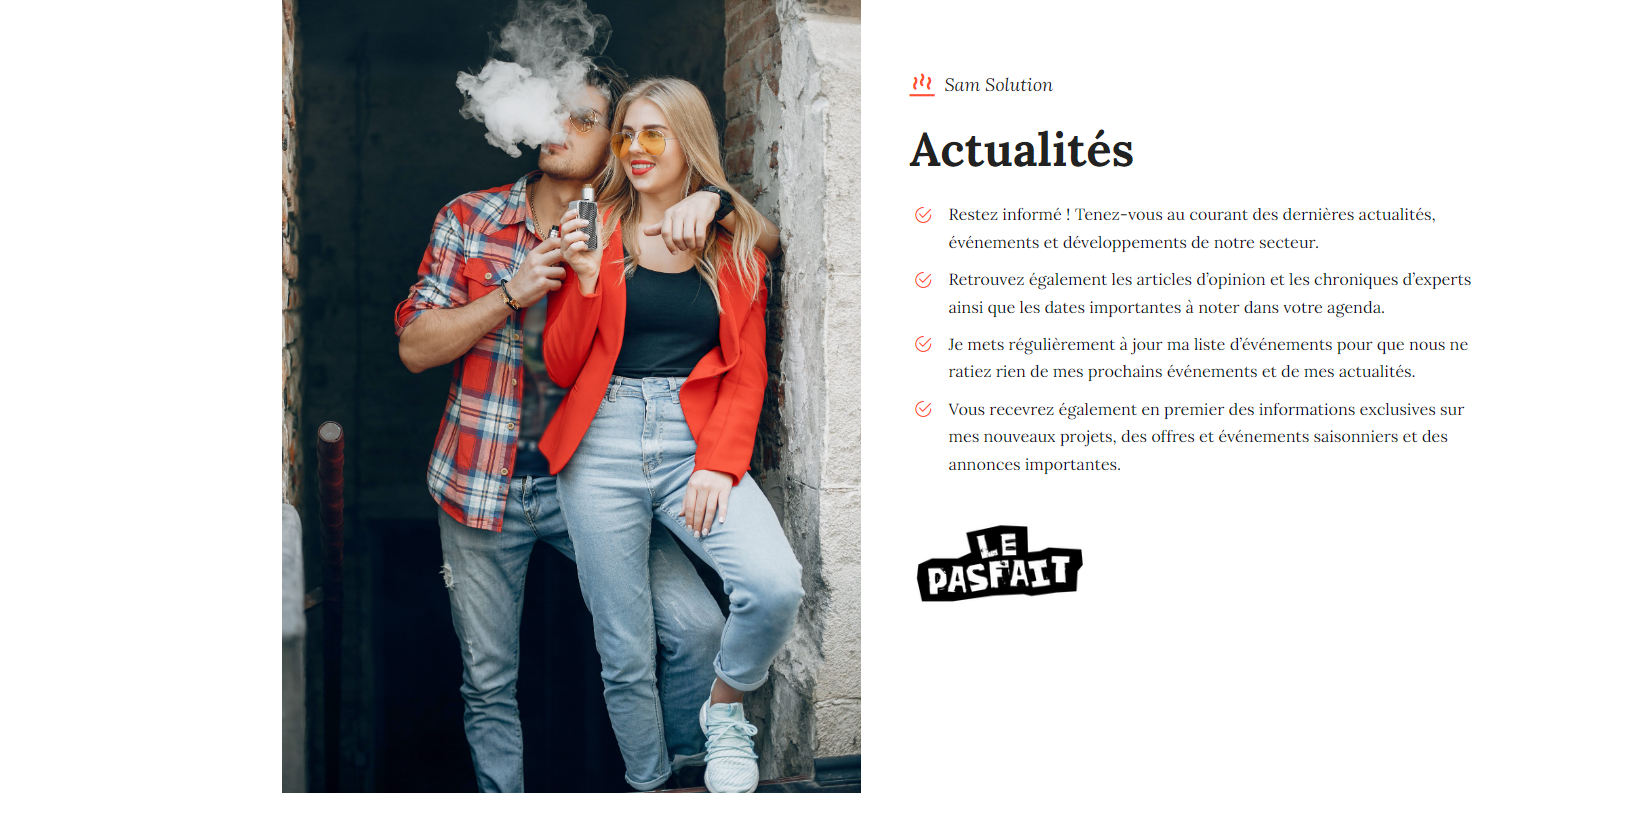 Sam Solution
Actualités
Restez informé ! Tenez-vous au courant des dernières actualités,
événements et développements de notre secteur.
Retrouvez également les articles d’opinion et les chroniques d’experts
ainsi que les dates importantes à noter dans votre agenda.
Je mets régulièrement à jour ma liste d’événements pour que nous ne
ratiez rien de mes prochains événements et de mes actualités.
Vous recevrez également en premier des informations exclusives sur
mes nouveaux projets, des offres et événements saisonniers et des
annonces importantes.
LE
PASFAIT